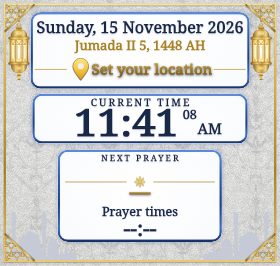 Sunday, 15 November 2026
Jumada II 5, 1448 AH
Set your location
CURRENT TIME
11:41 08 AM
NEXT PRAYER
Prayer times
--:--